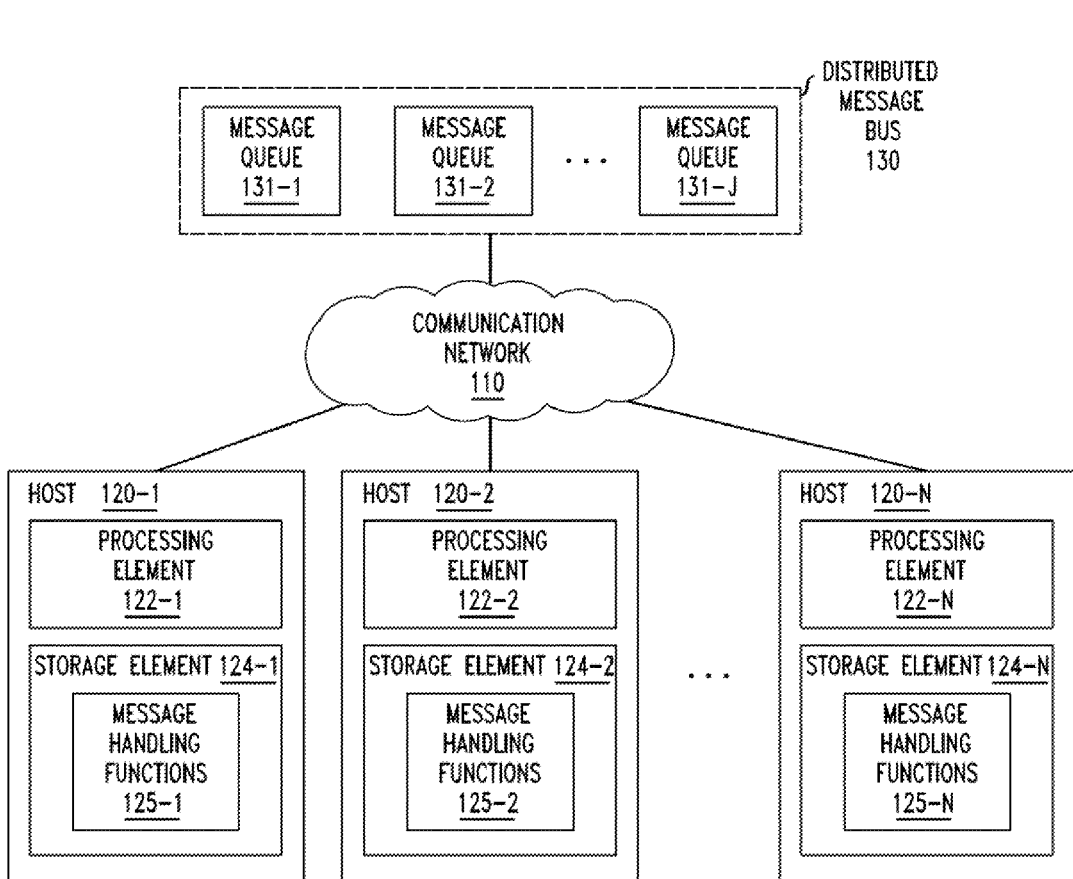 DISTRIBUTED
MESSAGE
BUS
130
MESSAGE
QUEUE
131-1
MESSAGE
QUEUE
131-2
...
MESSAGE
QUEUE
131-J
COMMUNICATION
NETWORK
110
HOST 120-1
PROCESSING
ELEMENT
122-1
STORAGE ELEMENT 124-1
MESSAGE
HANDLING
FUNCTIONS
125-1
HOST 120-2
PROCESSING
ELEMENT
122-2
STORAGE ELEMENT 124-2
MESSAGE
HANDLING
FUNCTIONS
125-2
...
HOST 120-N
PROCESSING
ELEMENT
122-N
STORAGE ELEMENT 124-N
MESSAGE
HANDLING
FUNCTIONS
125-N